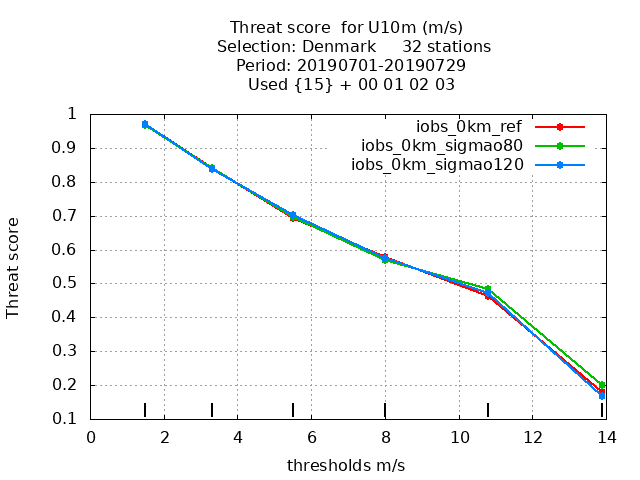 Threat score  for U10m (m/s)
Selection: Denmark     32 stations
Period: 20190701-20190729
Used {15} + 00 01 02 03
iobs_0km_ref
iobs_0km_sigmao80
iobs_0km_sigmao120
Threat score
1
0.9
0.8
0.7
0.6
0.5
0.4
0.3
0.2
0.1
0 2 4 6 8 10 12 14
thresholds m/s